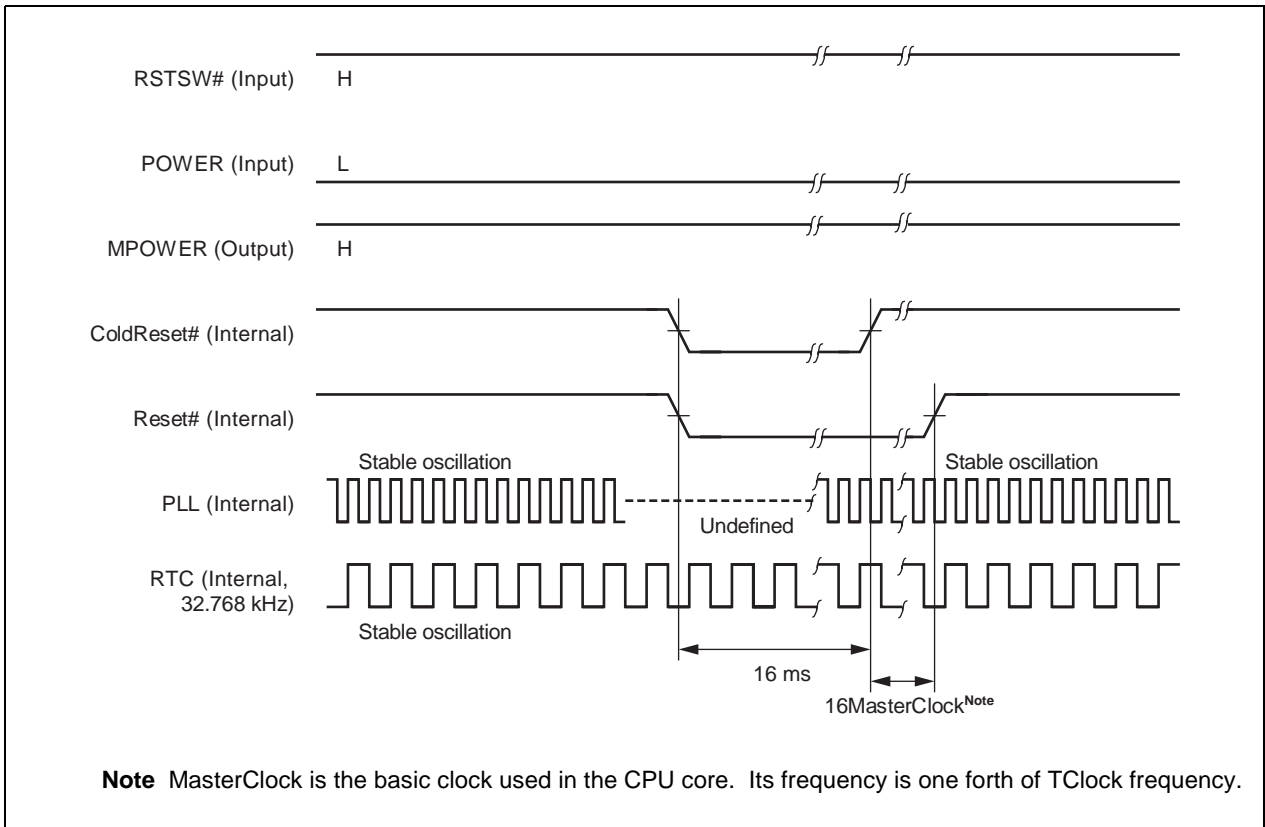 RSTSW# (Input) H
POWER (Input) L
MPOWER (Output) H
ColdReset# (Internal)
Reset# (Internal)
Stable oscillation Stable oscillation
PLL (Internal)
Undefined
RTC (Internal,
32.768 kHz)
Stable oscillation
16 ms
16MasterClockNote
Note MasterClock is the basic clock used in the CPU core. Its frequency is one forth of TClock frequency.